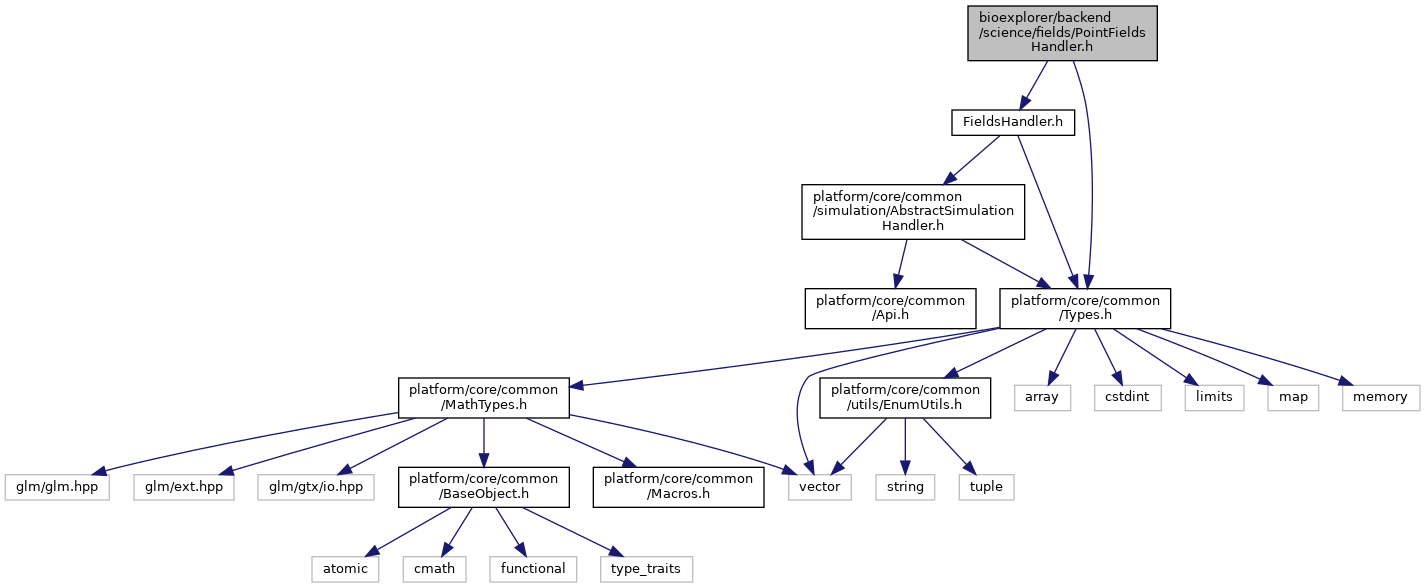 bioexplorer/backend
/science/fields/PointFields
Handler.h
FieldsHandler.h
platform/core/common
/simulation/AbstractSimulation
Handler.h
platform/core/common
/Api.h
platform/core/common
/Types.h
platform/core/common
/MathTypes.h
platform/core/common
/utils/EnumUtils.h
array
cstdint
limits
map
memory
glm/glm.hpp
glm/ext.hpp
glm/gtx/io.hpp
platform/core/common
/BaseObject.h
platform/core/common
/Macros.h
vector
string
tuple
atomic
cmath
functional
type_traits